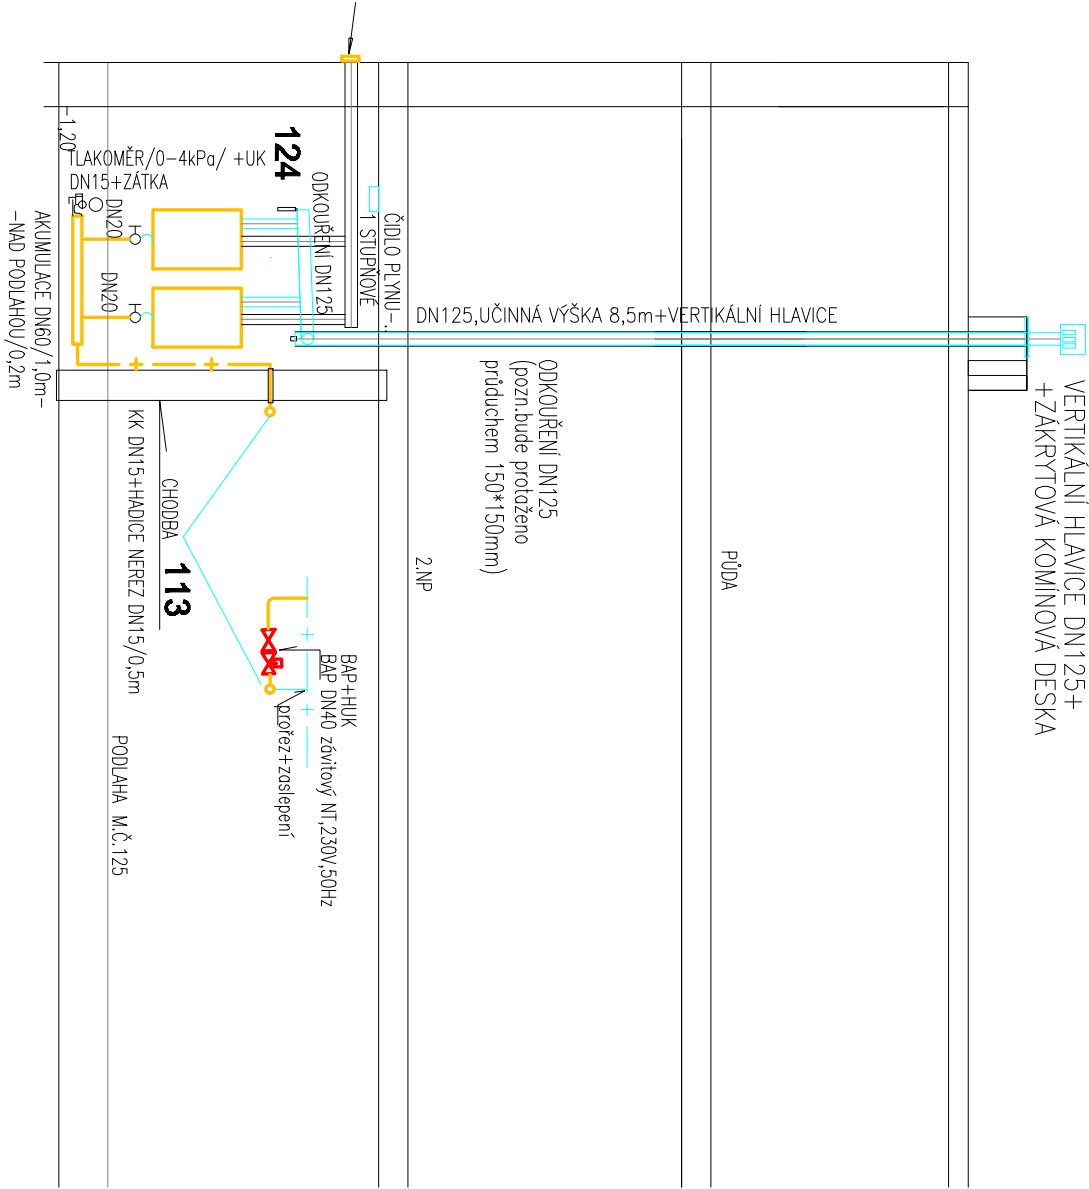 -1,20
TLAKOMĚR/0-4kPa/ +UK
DN15+ZÁTKA
124
ODKOUŘENÍ DN125
ČIDLO PLYNU-..
1 STUPŇOVÉ
DN20
DN20
AKUMULACE DN60/1,0m-
-NAD PODLAHOU/0,2m
DN125,UČINNÁ VÝŠKA 8,5m+VERTIKÁLNÍ HLAVICE
VERTIKÁLNÍ HLAVICE DN125+
+ZÁKRYTOVÁ KOMÍNOVÁ DESKA
ODKOUŘENÍ DN125
(pozn.bude protaženo
průduchem 150*150mm)
CHODBA
113
KK DN15+HADICE NEREZ DN15/0,5m
2.NP
PŮDA
BAP+HUK
BAP DN40 závitový NT,230V,50Hz
prořez+zaslepení
PODLAHA M.Č.125